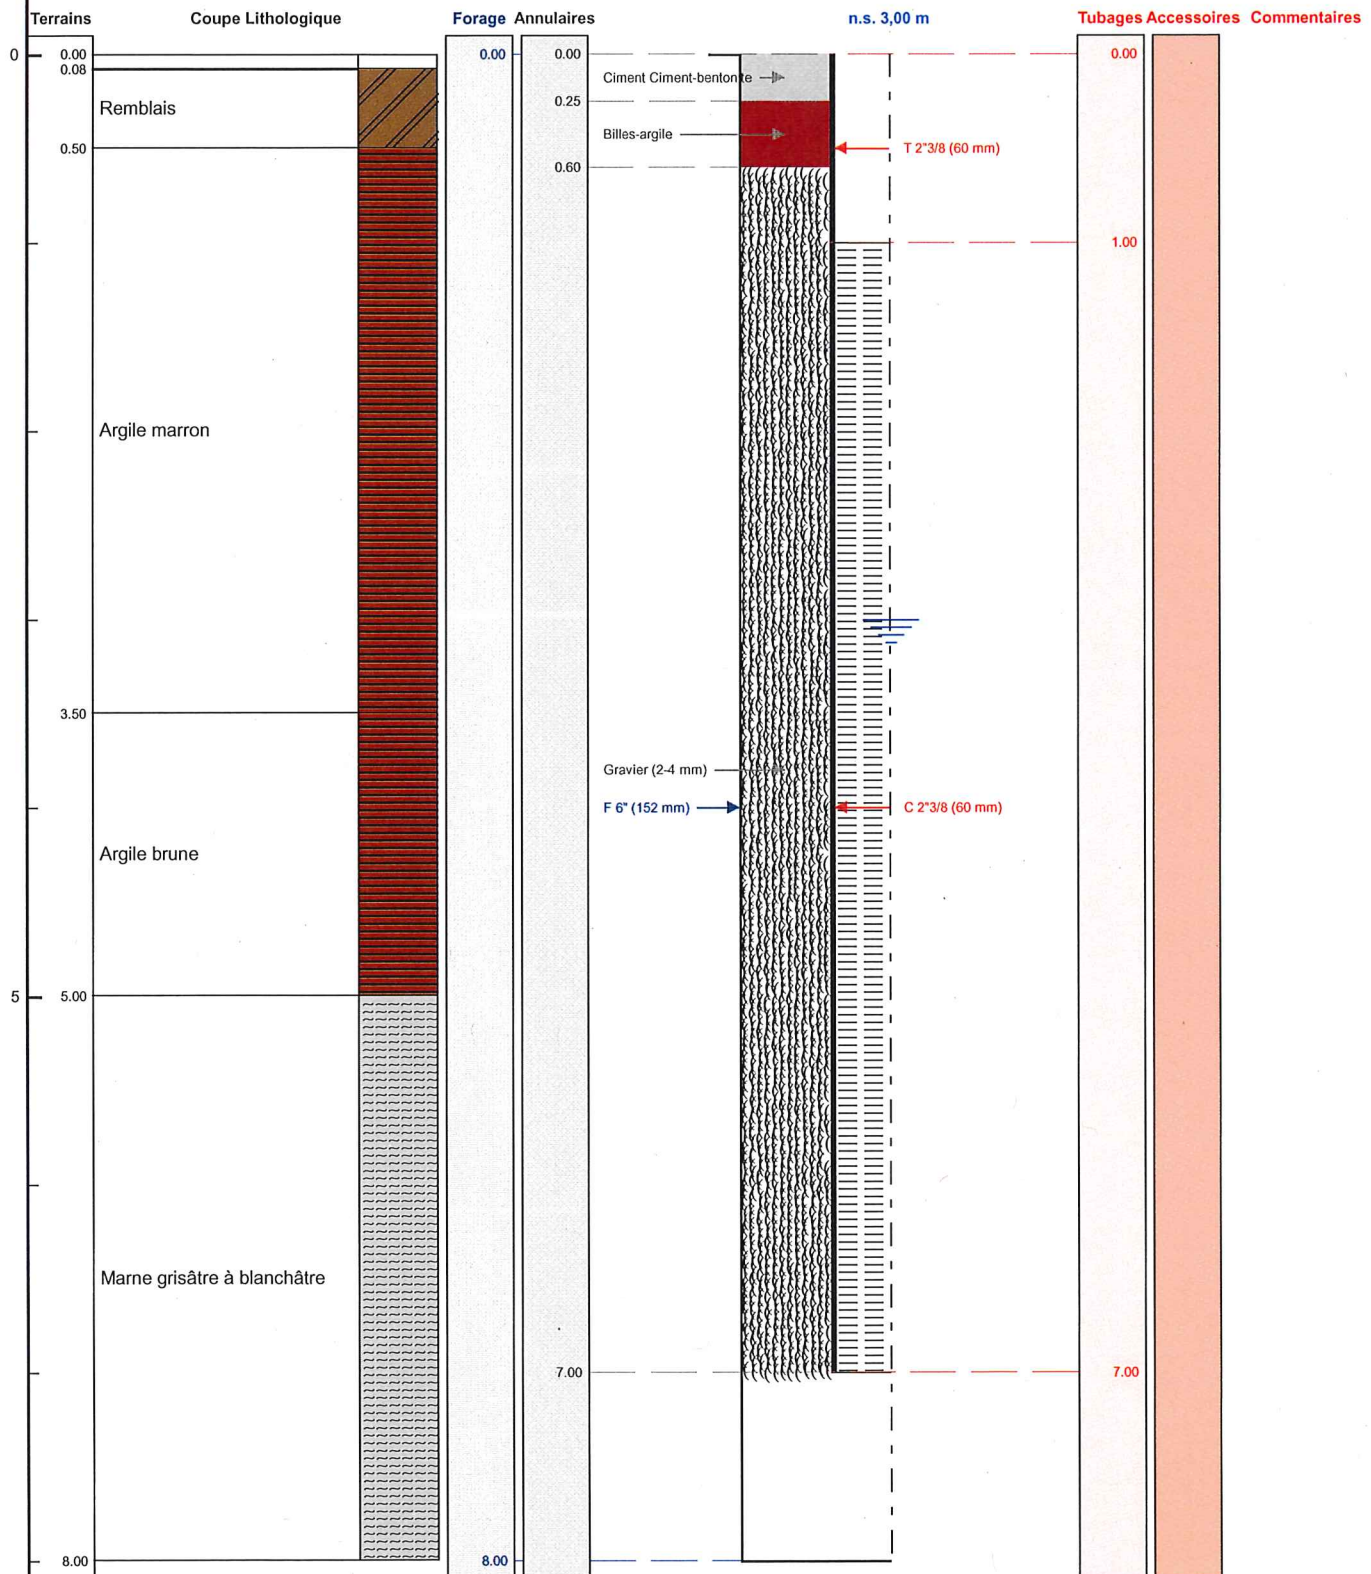 Terrains Coupe Lithologique Forage Annulaires n.s. 3,00 m Tubages Accessoires Commentaires
0 0.00 0.00 0.00 0.00
0.08
Ciment Ciment-bentonite
0.25
Remblais
Billes-argile
0.50 T 2"3/8 (60 mm)
0.60
1.00
Argile marron
3.50
Gravier (2-4 mm)
F 6" (152 mm) C 2"3/8 (60 mm)
Argile brune
5 5.00
Marne grisâtre à blanchâtre
7.00 7.00
8.00 8.00